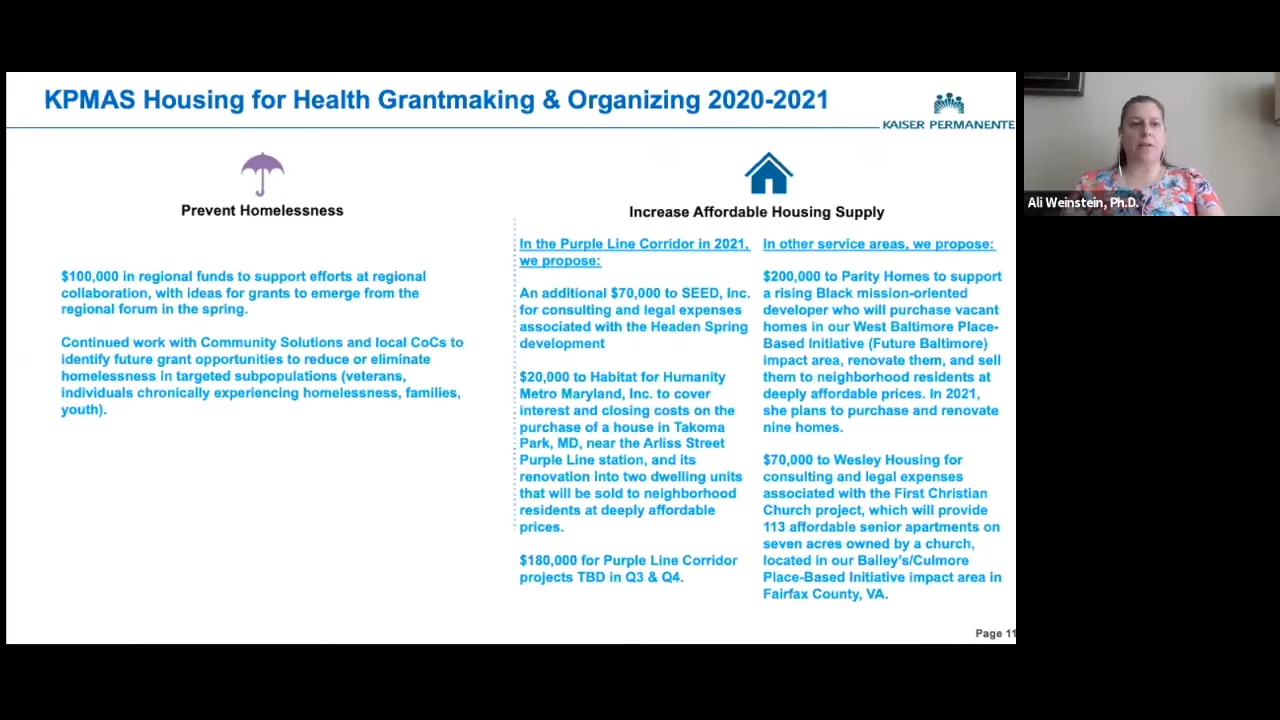 KPMAS Housing for Health Grantmaking & Organizing 2020-2021
KAISER PERMANENTE
Prevent Homelessness
$100,000 in regional funds to support efforts at regional
collaboration, with ideas for grants to emerge from the
regional forum in the spring.
Continued work with Community Solutions and local CoCs to
identify future grant opportunities to reduce or eliminate
homelessness in targeted subpopulations (veterans,
individuals chronically experiencing homelessness, families,
youth).
Increase Affordable Housing Supply
In the Purple Line Corridor in 2021,
we propose:
An additional $70,000 to SEED, Inc.
for consulting and legal expenses
associated with the Headen Spring
development
$20,000 to Habitat for Humanity
Metro Maryland, Inc. to cover
interest and closing costs on the
purchase of a house in Takoma
Park, MD, near the Arliss Street
Purple Line station, and its
renovation into two dwelling units
that will be sold to neighborhood
residents at deeply affordable
prices.
$180,000 for Purple Line Corridor
projects TBD in Q3 & Q4.
In other service areas, we propose:
$200,000 to Parity Homes to support
a rising Black mission-oriented
developer who will purchase vacant
homes in our West Baltimore Place-
Based Initiative (Future Baltimore)
impact area, renovate them, and sell
them to neighborhood residents at
deeply affordable prices. In 2021,
she plans to purchase and renovate
nine homes.
$70,000 to Wesley Housing for
consulting and legal expenses
associated with the First Christian
Church project, which will provide
113 affordable senior apartments on
seven acres owned by a church,
located in our Bailey's/Culmore
Place-Based Initiative impact area in
Fairfax County, VA.
Page 11
Ali Weinstein, Ph.D.